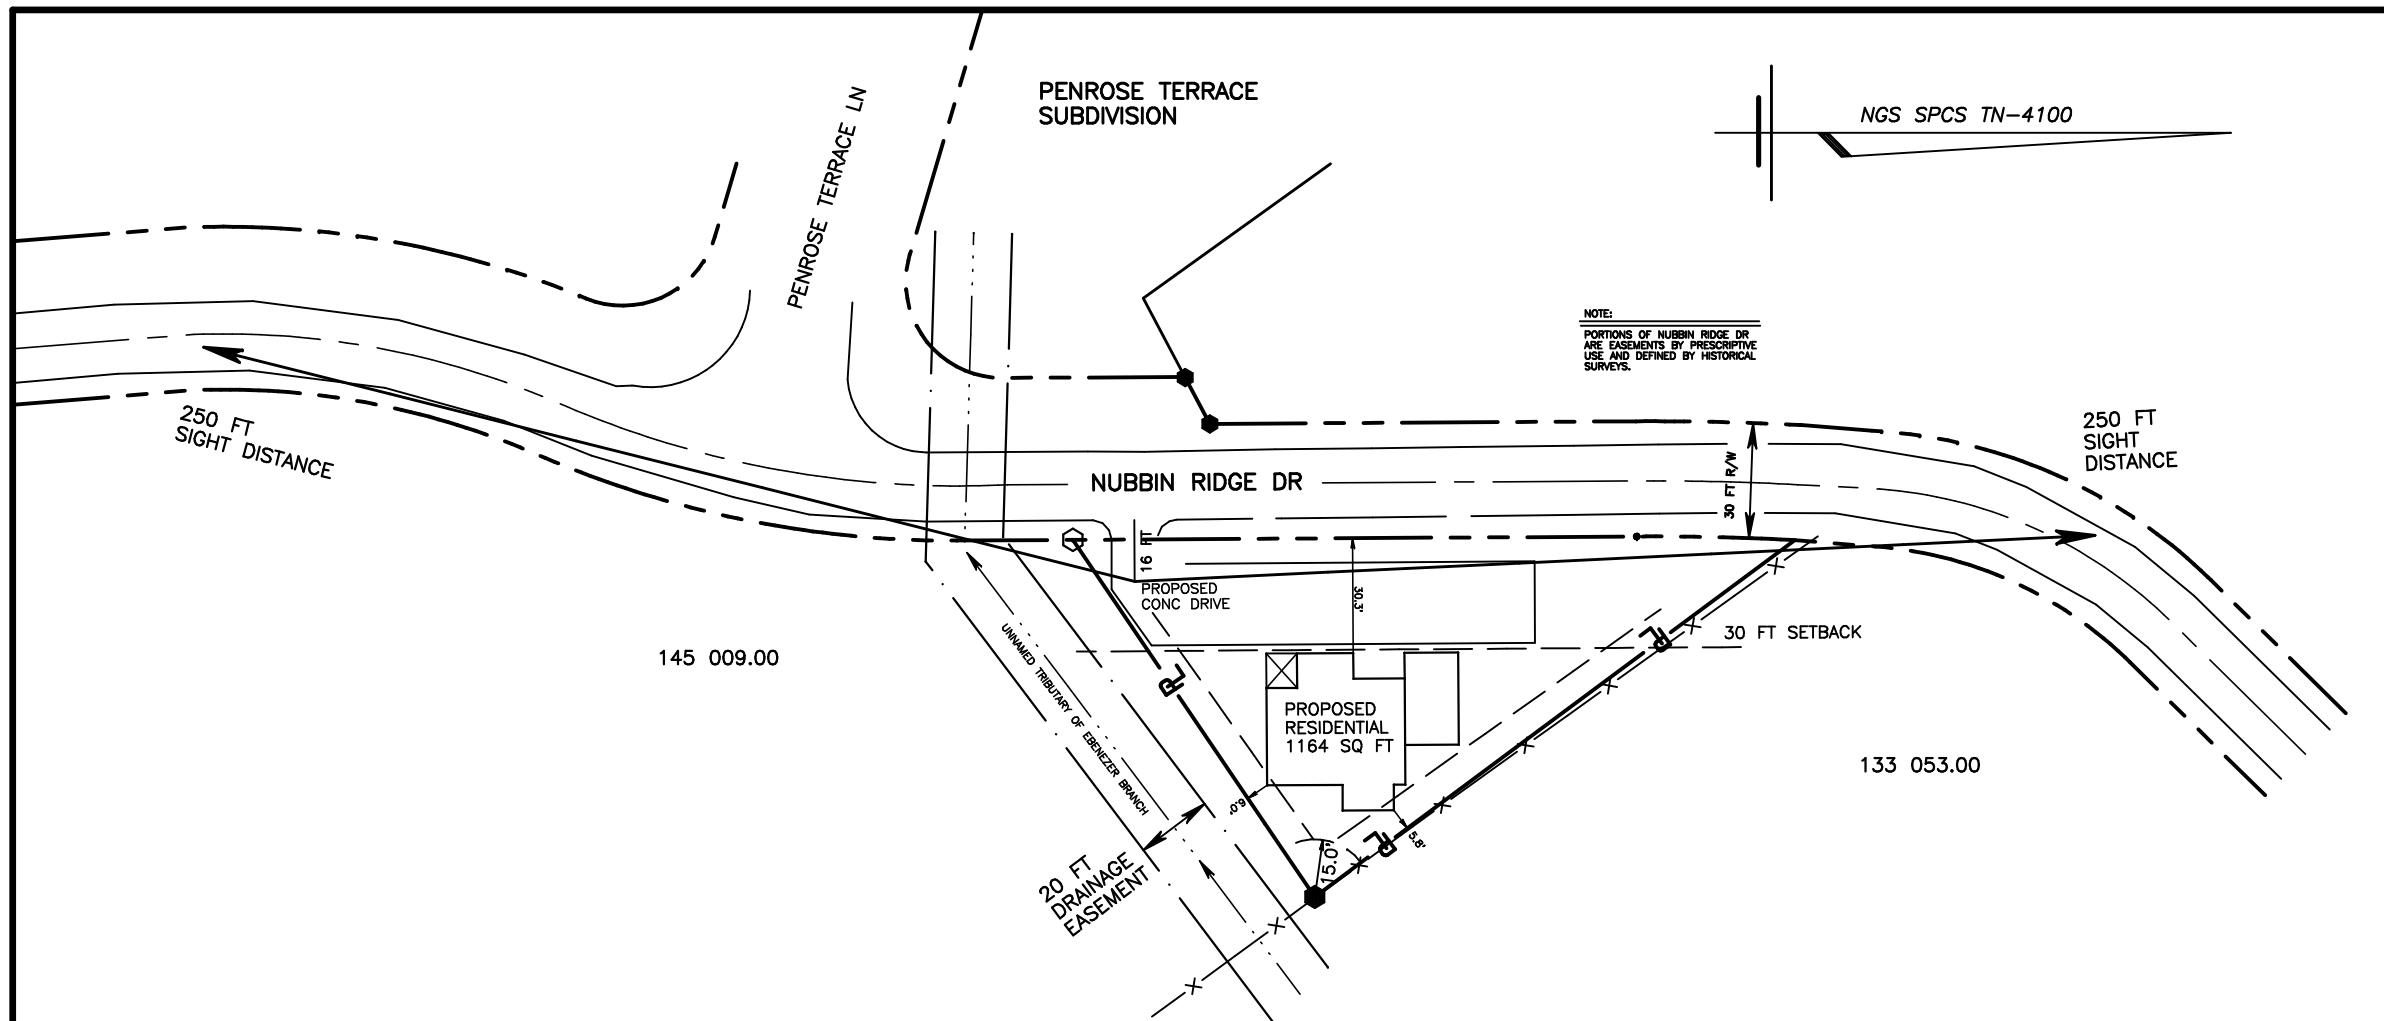 PENROSE TERRACE
SUBDIVISION
PENROSE TERRACE LN
NGS SPCS TN-4100
NOTE:
PORTIONS OF NUBBIN RIDGE DR
ARE EASEMENTS BY PRESCRIPTIVE
USE AND DEFINED BY HISTORICAL
SURVEYS.
250 FT
SIGHT DISTANCE
250 FT
SIGHT
DISTANCE
NUBBIN RIDGE DR
30 FT R/W
16 FT
PROPOSED
CONC DRIVE
30.3'
UNNAMED TRIBUTARY OF EBENEZER BRANCH
145 009.00
30 FT SETBACK
PL
PL
PROPOSED
RESIDENTIAL
1164 SQ FT
133 053.00
6.0'
5.8'
PL
15.0'
20 FT
DRAINAGE
EASEMENT